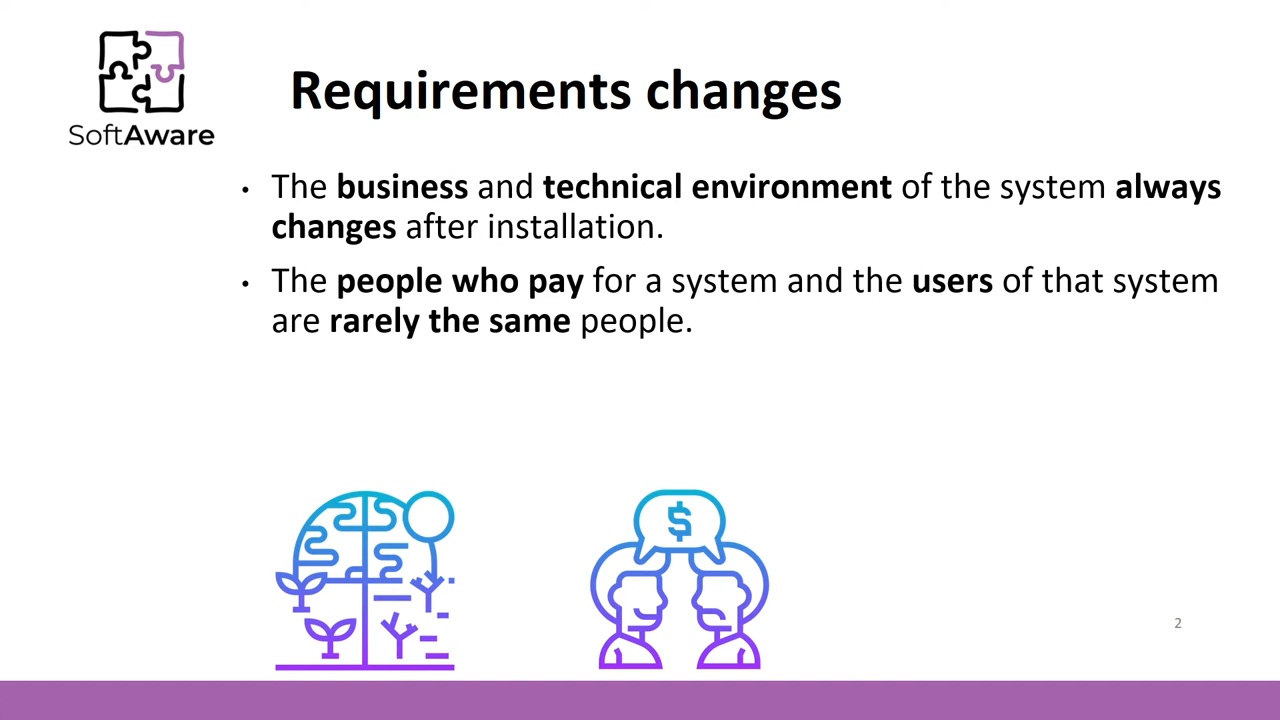 SoftAware
Requirements changes
• The business and technical environment of the system always
changes after installation.
• The people who pay for a system and the users of that system
are rarely the same people.
$
2